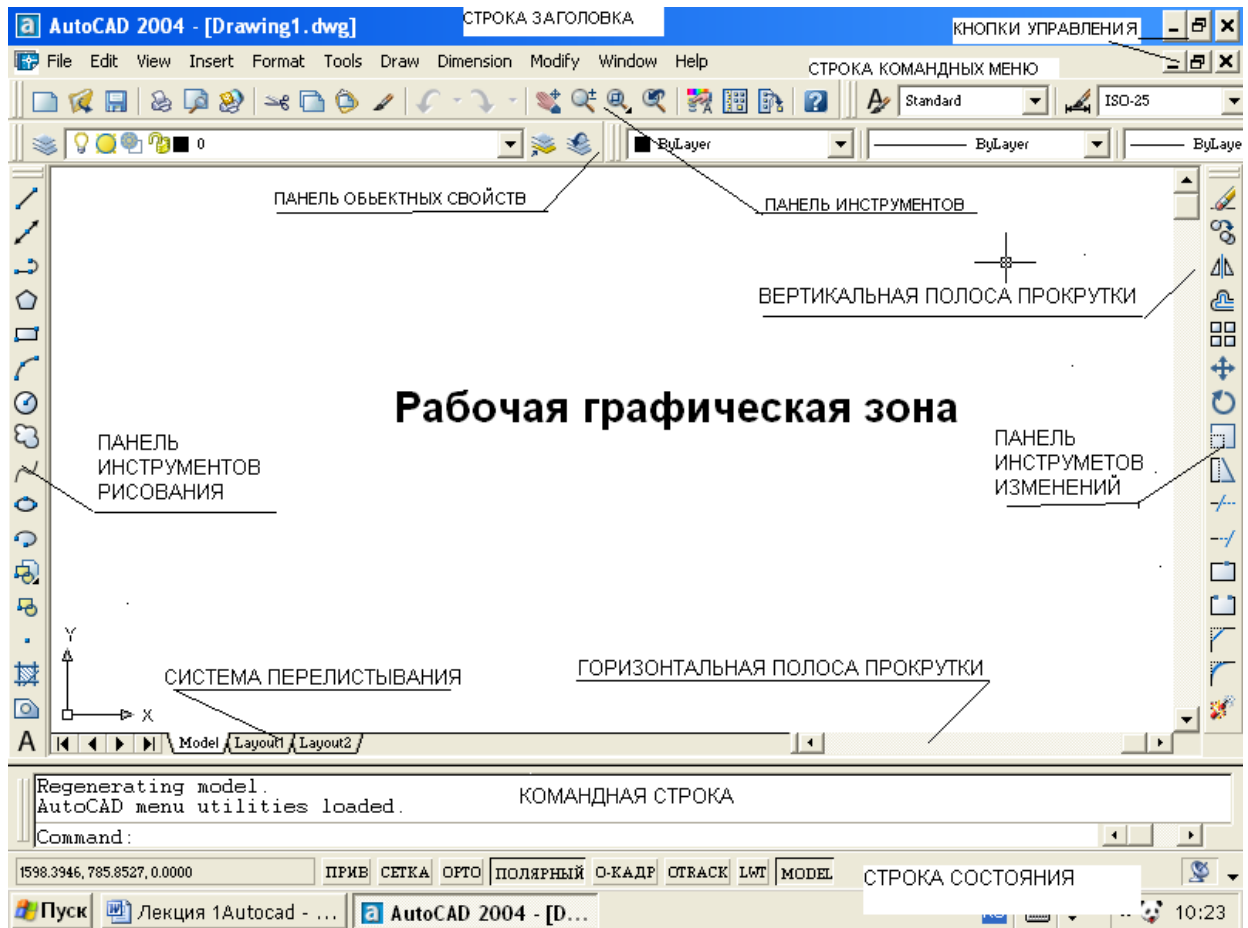 AutoCAD 2004 - [Drawing1.dwg]
СТРОКА ЗАГОЛОВКА
КНОПКИ УПРАВЛЕНИЯ
File Edit View Insert Format Tools Draw Dimension Modify Window Help
СТРОКА КОМАНДНЫХ МЕНЮ
Standard
ISO-25
0
ByLayer
ByLayer
ByLaye
ПАНЕЛЬ ОБЬЕКТНЫХ СВОЙСТВ
ПАНЕЛЬ ИНСТРУМЕНТОВ
ВЕРТИКАЛЬНАЯ ПОЛОСА ПРОКРУТКИ
Рабочая графическая зона
ПАНЕЛЬ
ИНСТРУМЕНТОВ
РИСОВАНИЯ
ПАНЕЛЬ
ИНСТРУМЕТОВ
ИЗМЕНЕНИЙ
Y
X
СИСТЕМА ПЕРЕЛИСТЫВАНИЯ
ГОРИЗОНТАЛЬНАЯ ПОЛОСА ПРОКРУТКИ
A
Model Layout1 Layout2
Regenerating model.
AutoCAD menu utilities loaded.
КОМАНДНАЯ СТРОКА
Command:
1598.3946, 785.8527, 0.0000
ПРИВ СЕТКА ОРТО ПОЛЯРНЫЙ О-КАДР OTRACK LWT MODEL
СТРОКА СОСТОЯНИЯ
Пуск
Лекция 1Autocad - ...
AutoCAD 2004 - [D...
10:23